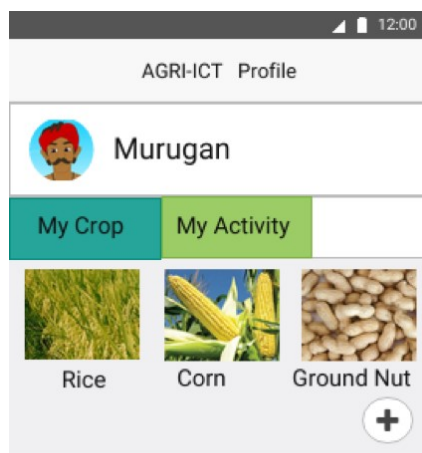 12:00
AGRI-ICT Profile
Murugan
My Crop My Activity
Rice Corn Ground Nut